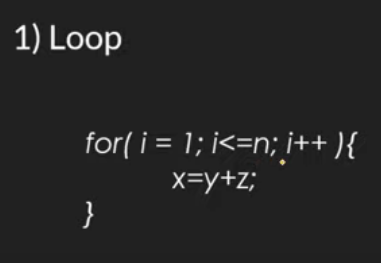 1) Loop
for( i = 1; i<=n; i++ ){
x=y+z;
}